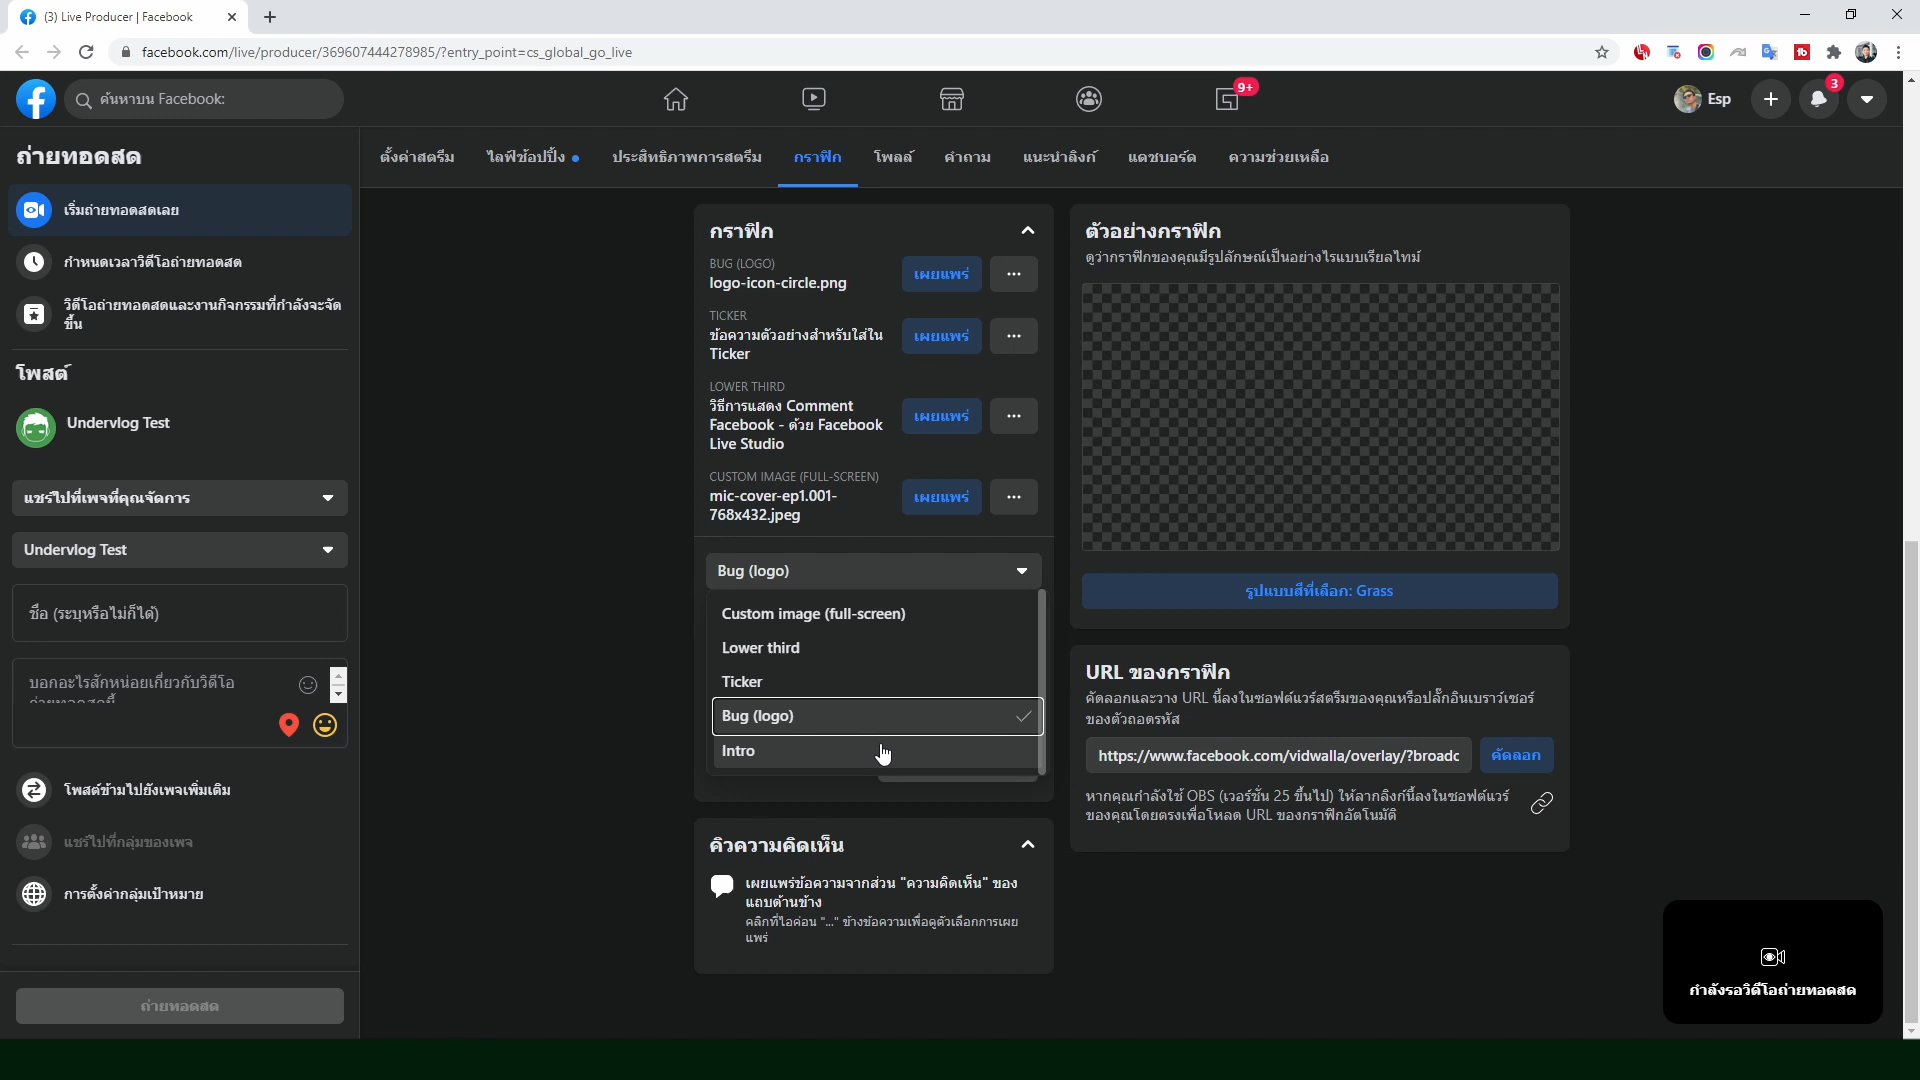 (3) Live Producer | Facebook
facebook.com/live/producer/369607444278985/?entry_point=cs_global_go_live
ค้นหาบน Facebook:
9+
Esp
3
ถ่ายทอดสด
เริ่มถ่ายทอดสดเลย
กำหนดเวลาวิดีโอถ่ายทอดสด
วิดีโอถ่ายทอดสดและงานกิจกรรมที่กำลังจะจัด
ขึ้น
โพสต์
Undervlog Test
แชร์ไปที่เพจที่คุณจัดการ
Undervlog Test
ชื่อ (ระบุหรือไม่ก็ได้)
บอกอะไรสักหน่อยเกี่ยวกับวิดีโอ
ถ่ายทอดสดนี้
โพสต์ข้ามไปยังเพจเพิ่มเติม
แชร์ไปที่กลุ่มของเพจ
การตั้งค่ากลุ่มเป้าหมาย
ถ่ายทอดสด
ตั้งค่าสตรีม
ไลฟ์ช้อปปิ้ง
ประสิทธิภาพการสตรีม
กราฟิก
โพลล์
คำถาม
แนะนำลิงก์
แดชบอร์ด
ความช่วยเหลือ
กราฟิก
BUG (LOGO)
logo-icon-circle.png
เผยแพร่
TICKER
ข้อความตัวอย่างสำหรับใส่ใน
Ticker
เผยแพร่
LOWER THIRD
วิธีการแสดง Comment
Facebook - ด้วย Facebook
Live Studio
เผยแพร่
CUSTOM IMAGE (FULL-SCREEN)
mic-cover-ep1.001-
768x432.jpeg
เผยแพร่
Bug (logo)
Custom image (full-screen)
Lower third
Ticker
Bug (logo)
Intro
คิวความคิดเห็น
เผยแพร่ข้อความจากส่วน "ความคิดเห็น" ของ
แถบด้านข้าง
คลิกที่ไอค่อน "..." ข้างข้อความเพื่อดูตัวเลือกการเผย
แพร่
ตัวอย่างกราฟิก
ดูว่ากราฟิกของคุณมีรูปลักษณ์เป็นอย่างไรแบบเรียลไทม์
รูปแบบสีที่เลือก: Grass
URL ของกราฟิก
คัดลอกและวาง URL นี้ลงในซอฟต์แวร์สตรีมของคุณหรือปลั๊กอินเบราว์เซอร์
ของตัวถอดรหัส
https://www.facebook.com/vidwalla/overlay/?broadc
คัดลอก
หากคุณกำลังใช้ OBS (เวอร์ชั่น 25 ขึ้นไป) ให้ลากลิงก์นี้ลงในซอฟต์แวร์
ของคุณโดยตรงเพื่อโหลด URL ของกราฟิกอัตโนมัติ
กำลังรอวิดีโอถ่ายทอดสด